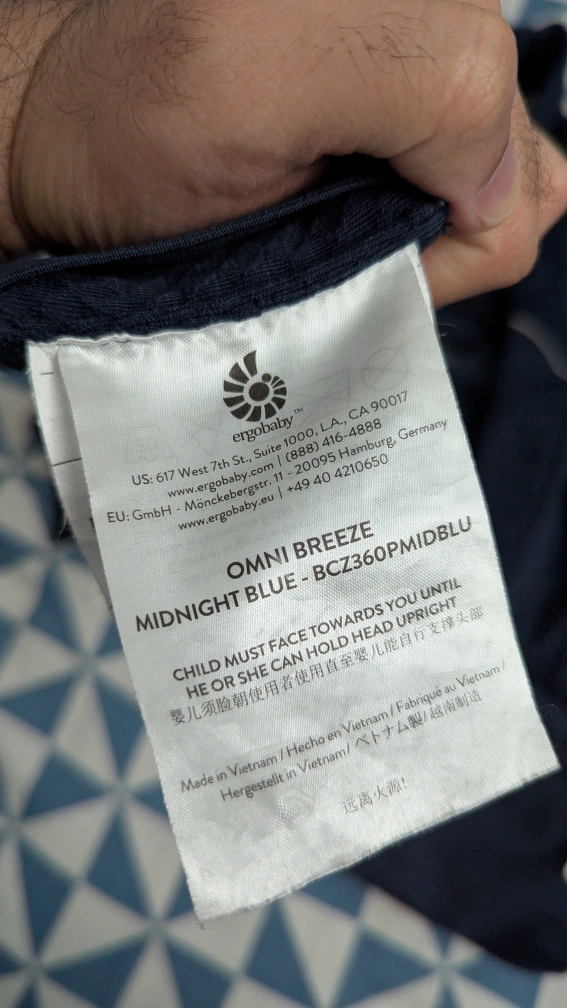 ergobaby™
US: 617 West 7th St., Suite 1000, L.A., CA 90017
www.ergobaby.com | (888) 416-4888
EU: GmbH - Mönckebergstr. 11 - 20095 Hamburg, Germany
www.ergobaby.eu | +49 40 4210650
OMNI BREEZE
MIDNIGHT BLUE - BCZ360PMIDBLU
CHILD MUST FACE TOWARDS YOU UNTIL
HE OR SHE CAN HOLD HEAD UPRIGHT
婴儿须脸朝使用者使用直至婴儿能自行支撑头部
Made in Vietnam / Hecho en Vietnam / Fabriqué au Vietnam /
Hergestellt in Vietnam / ベトナム製/ 越南制造
远离火源!